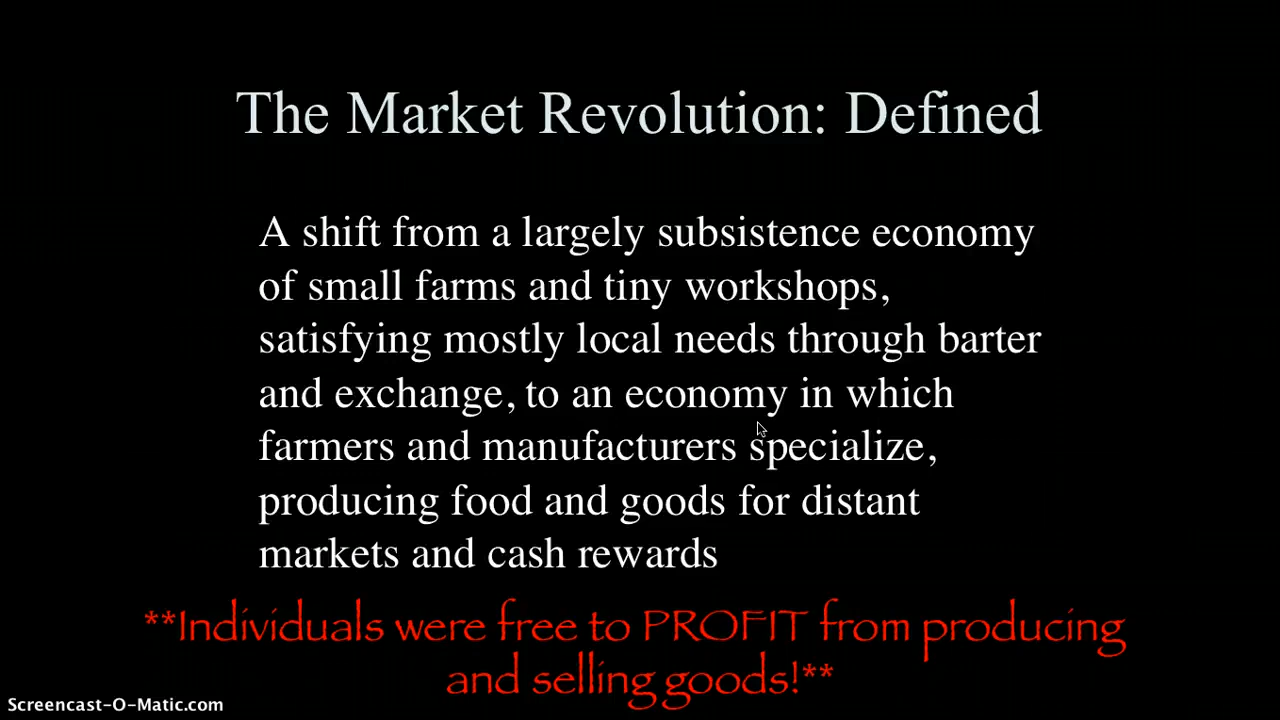 The Market Revolution: Defined
A shift from a largely subsistence economy
of small farms and tiny workshops,
satisfying mostly local needs through barter
and exchange, to an economy in which
farmers and manufacturers specialize,
producing food and goods for distant
markets and cash rewards
**Individuals were free to PROFIT from producing
and selling goods!**
Screencast-O-Matic.com